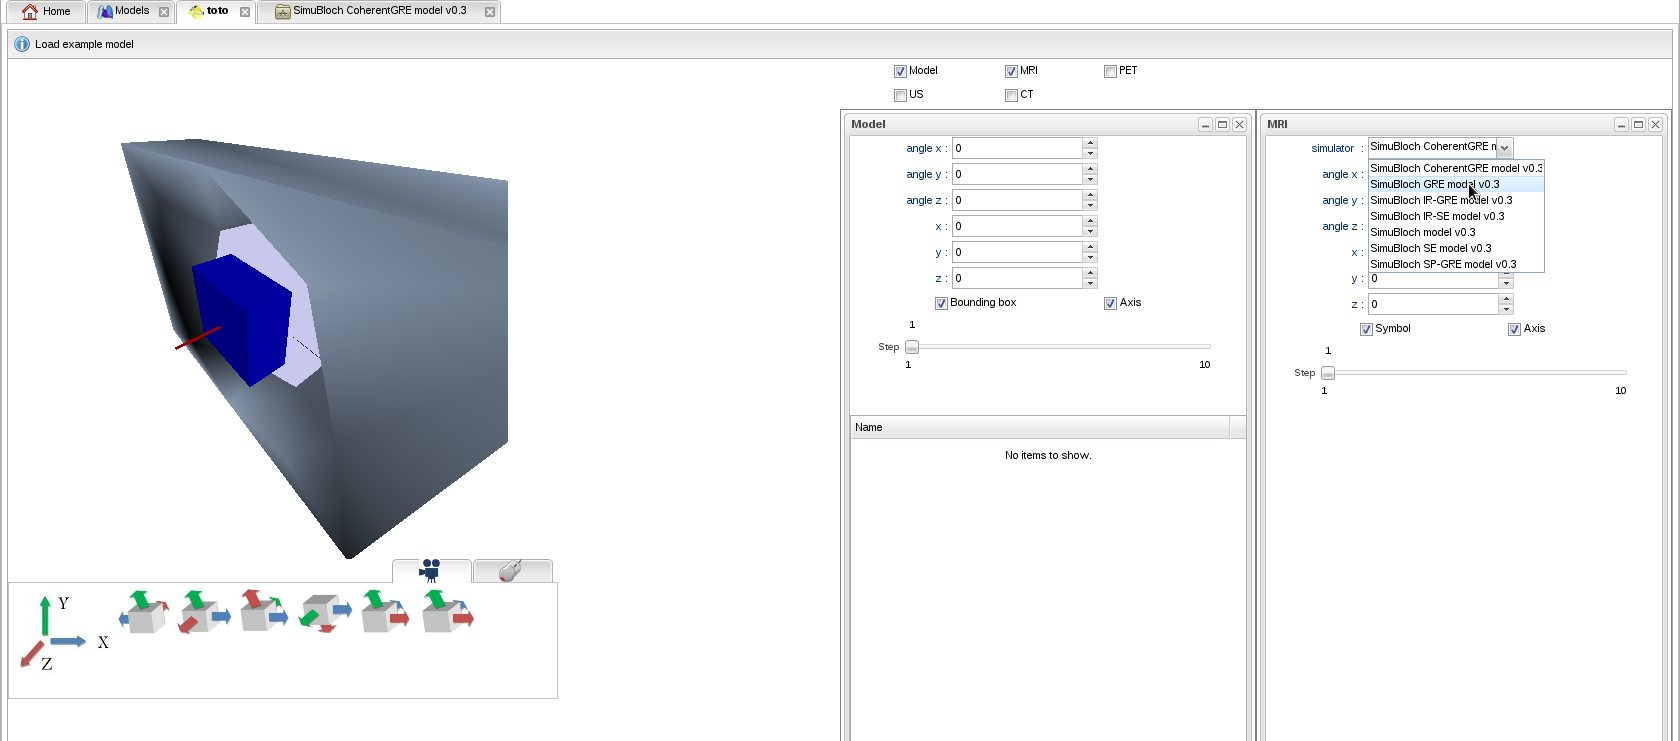 Home Models toto SimuBloch CoherentGRE model v0.3
Load example model
Model MRI PET
US CT
Model
angle x : 0
angle y : 0
angle z : 0
x : 0
y : 0
z : 0
Bounding box Axis
1
Step
1 10
Name
No items to show.
MRI
simulator : SimuBloch CoherentGRE n
SimuBloch CoherentGRE model v0.3
angle x :
SimuBloch GRE model v0.3
angle y :
SimuBloch IR-GRE model v0.3
SimuBloch IR-SE model v0.3
angle z :
SimuBloch model v0.3
x :
SimuBloch SE model v0.3
SimuBloch SP-GRE model v0.3
y : 0
z : 0
Symbol Axis
1
Step
1 10
Y
X
Z